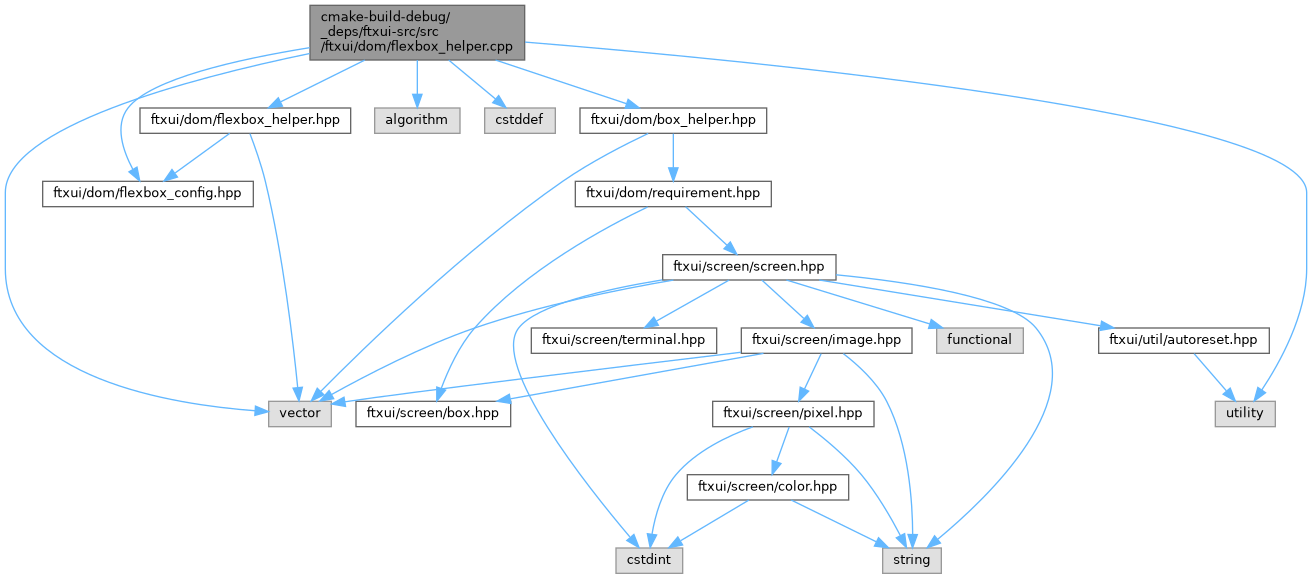 cmake-build-debug/
_deps/ftxui-src/src
/ftxui/dom/flexbox_helper.cpp
ftxui/dom/flexbox_helper.hpp
algorithm
cstddef
ftxui/dom/box_helper.hpp
ftxui/dom/flexbox_config.hpp
ftxui/dom/requirement.hpp
ftxui/screen/screen.hpp
ftxui/screen/terminal.hpp
ftxui/screen/image.hpp
functional
ftxui/util/autoreset.hpp
vector
ftxui/screen/box.hpp
ftxui/screen/pixel.hpp
utility
ftxui/screen/color.hpp
cstdint
string